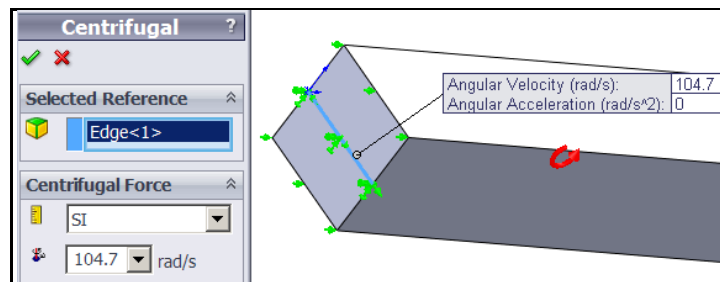 Centrifugal ?
Selected Reference
Edge<1>
Centrifugal Force
SI
104.7 rad/s
Angular Velocity (rad/s): 104.7
Angular Acceleration (rad/s^2): 0